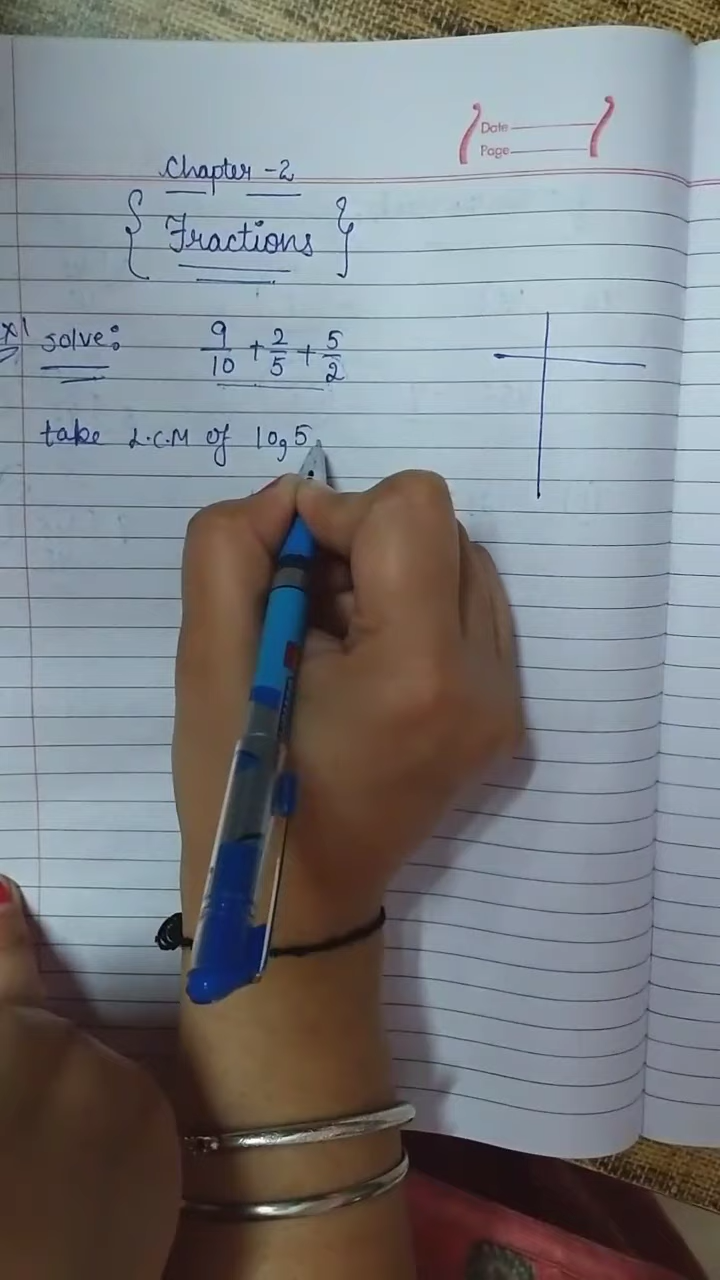 Date
Page
Chapter -2
{ Fractions }
Ex1 solve: 9/10 + 2/5 + 5/2
take L.C.M of 10, 5,